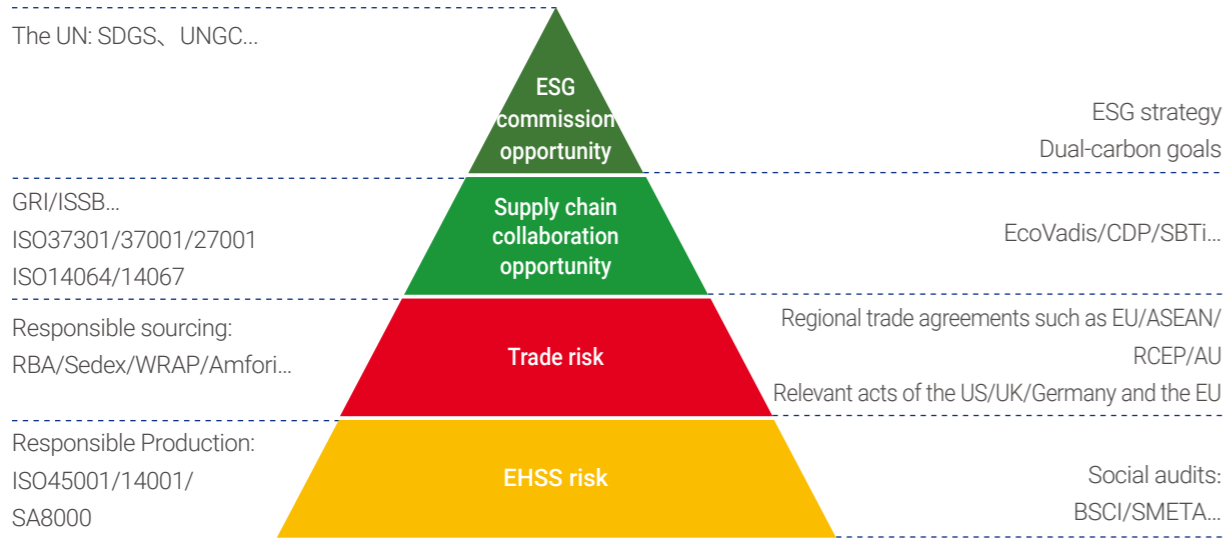 The UN: SDGS、UNGC...
ESG
commission
opportunity
ESG strategy
Dual-carbon goals
GRI/ISSB...
ISO37301/37001/27001
ISO14064/14067
Supply chain
collaboration
opportunity
EcoVadis/CDP/SBTi...
Responsible sourcing:
RBA/Sedex/WRAP/Amfori...
Trade risk
Regional trade agreements such as EU/ASEAN/
RCEP/AU
Relevant acts of the US/UK/Germany and the EU
Responsible Production:
ISO45001/14001/
SA8000
EHSS risk
Social audits:
BSCI/SMETA...